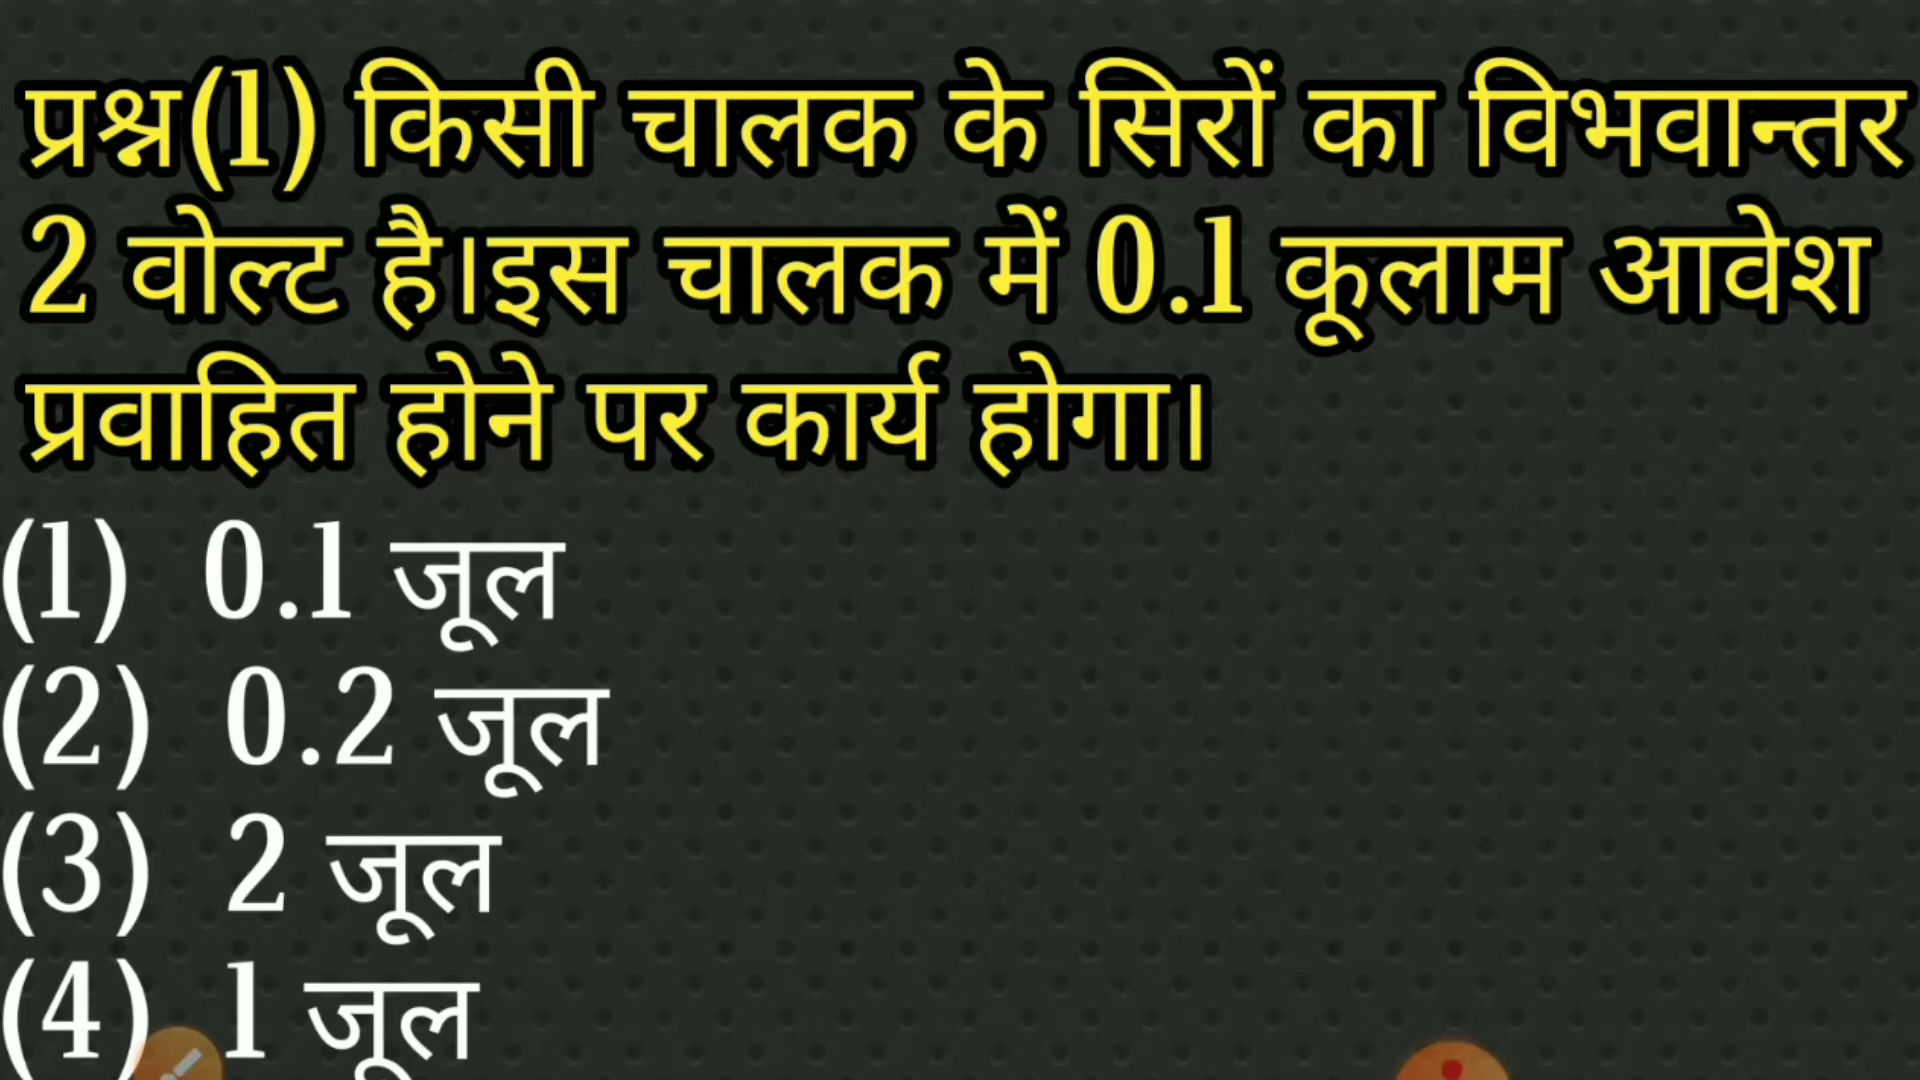 प्रश्न(1) किसी चालक के सिरों का विभवान्तर
2 वोल्ट है।इस चालक में 0.1 कूलाम आवेश
प्रवाहित होने पर कार्य होगा।
(1) 0.1 जूल
(2) 0.2 जूल
(3) 2 जूल
(4) 1 जूल